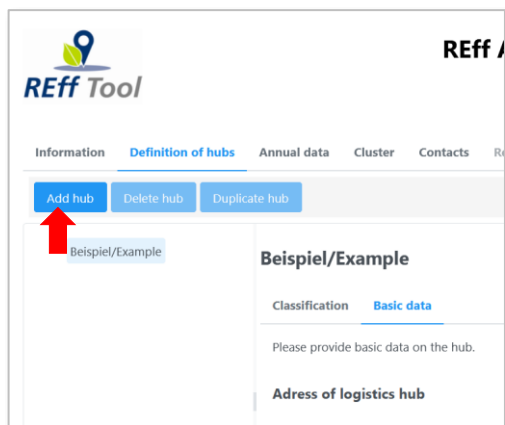 REff A
REff Tool
Information Definition of hubs Annual data Cluster Contacts
Add hub Delete hub Duplicate hub
Beispiel/Example
Beispiel/Example
Classification Basic data
Please provide basic data on the hub.
Adress of logistics hub